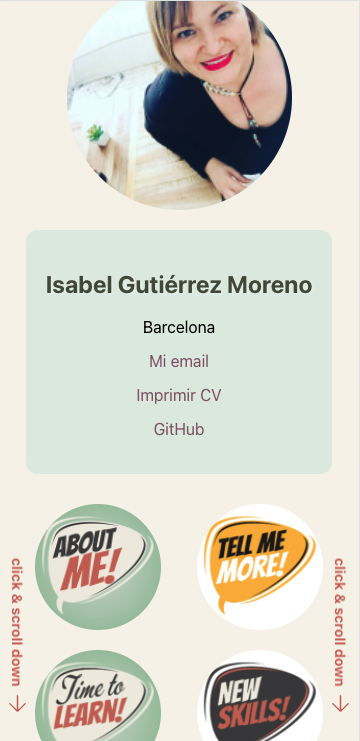 Isabel Gutiérrez Moreno
Barcelona
Mi email
Imprimir CV
GitHub
ABOUT
ME!
TELL ME
MORE!
click & scroll down →
click & scroll down →
Time to
LEARN!
NEW
SKILLS!